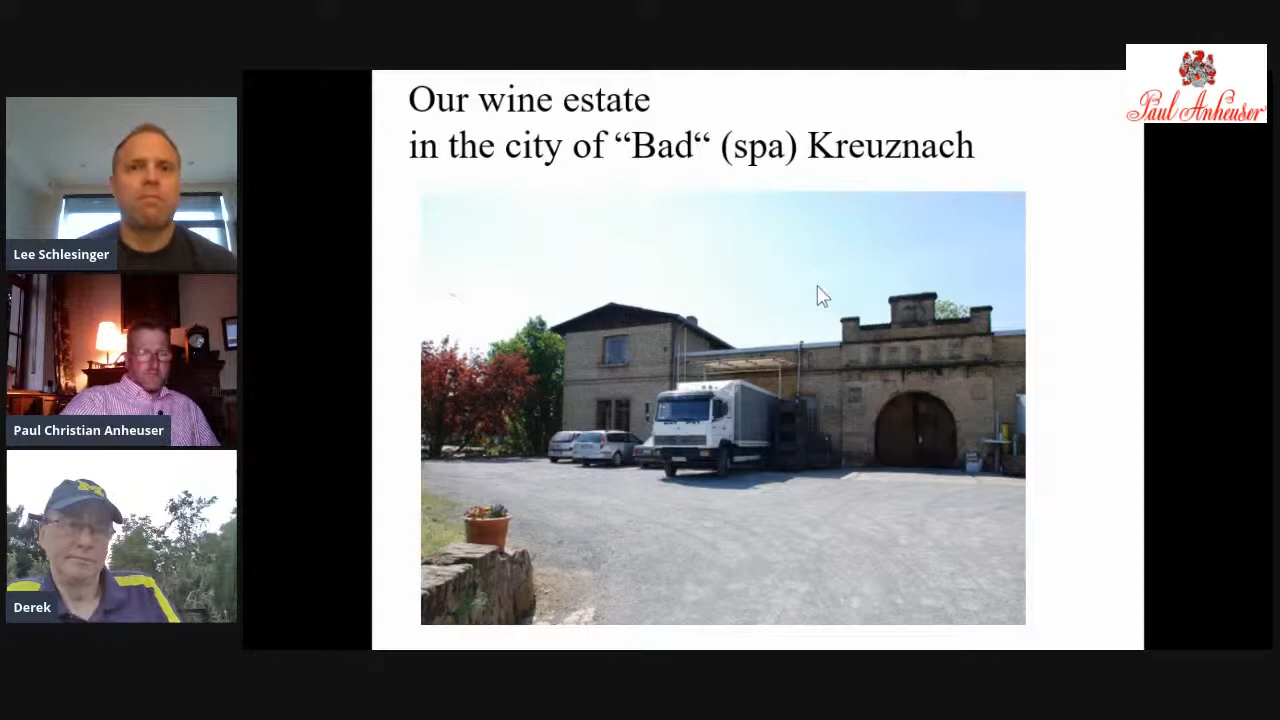 Our wine estate
in the city of “Bad“ (spa) Kreuznach
Paul Anheuser
Lee Schlesinger
Paul Christian Anheuser
Derek